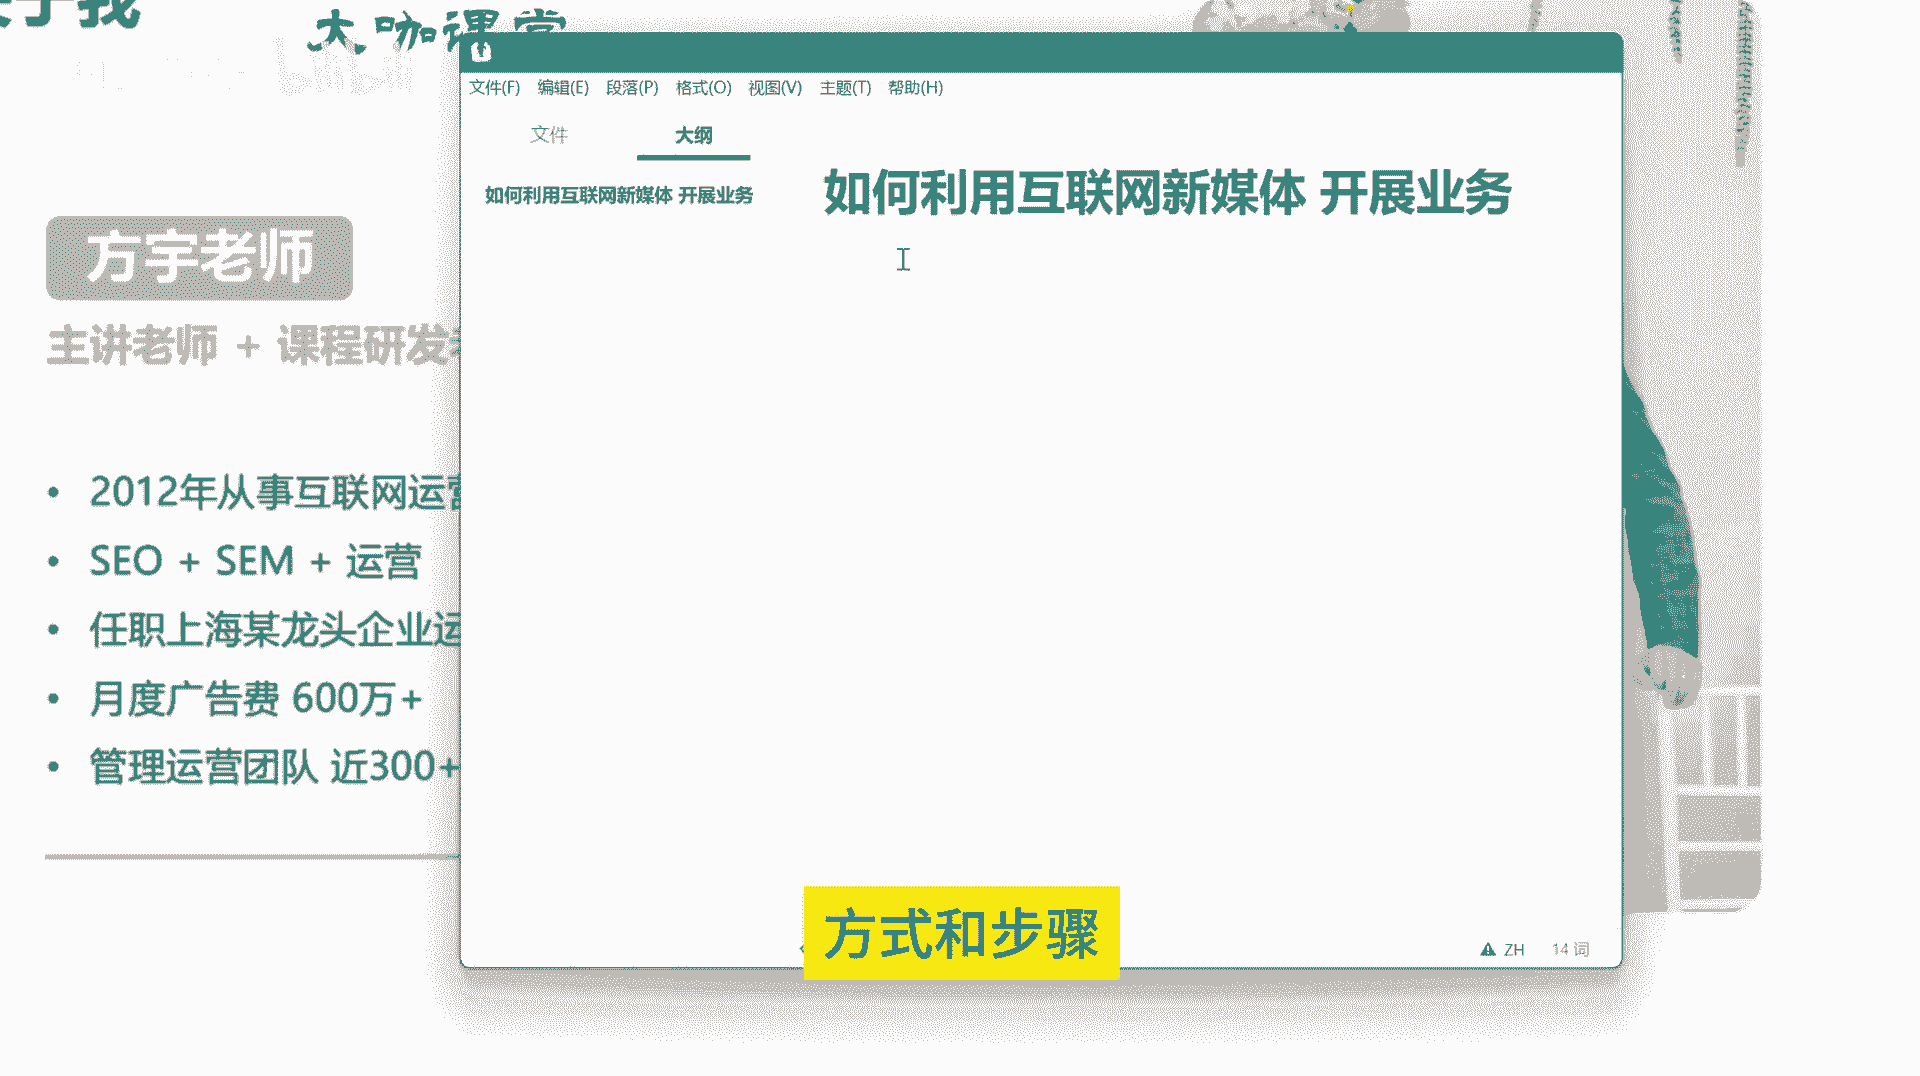 大咖课堂
bilibili
文件(F) 编辑(E) 段落(P) 格式(O) 视图(V) 主题(T) 帮助(H)
文件 大纲
如何利用互联网新媒体 开展业务
如何利用互联网新媒体 开展业务
方宇老师
主讲老师 + 课程研发
• 2012年从事互联网运营
• SEO + SEM + 运营
• 任职上海某龙头企业运
• 月度广告费 600万+
• 管理运营团队 近300+
方式和步骤
ZH 14 词